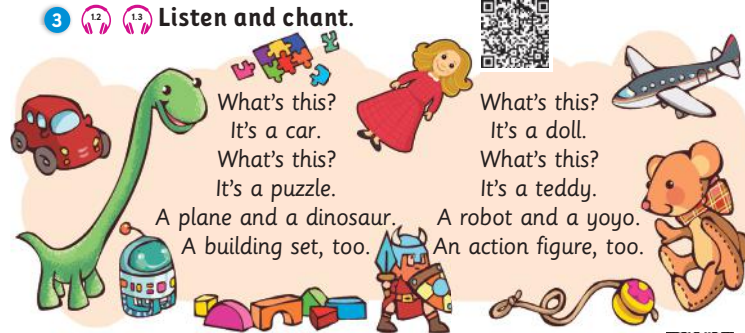 3 1.2 1.3 Listen and chant.
What's this?
It's a car.
What's this?
It's a puzzle.
A plane and a dinosaur.
A building set, too.
What's this?
It's a doll.
What's this?
It's a teddy.
A robot and a yoyo.
An action figure, too.